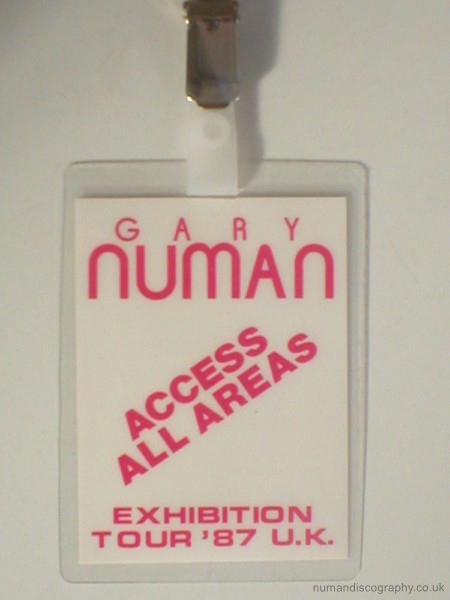 GARY
NUMAN
ACCESS
ALL AREAS
EXHIBITION
TOUR '87 U.K.
numandiscography.co.uk